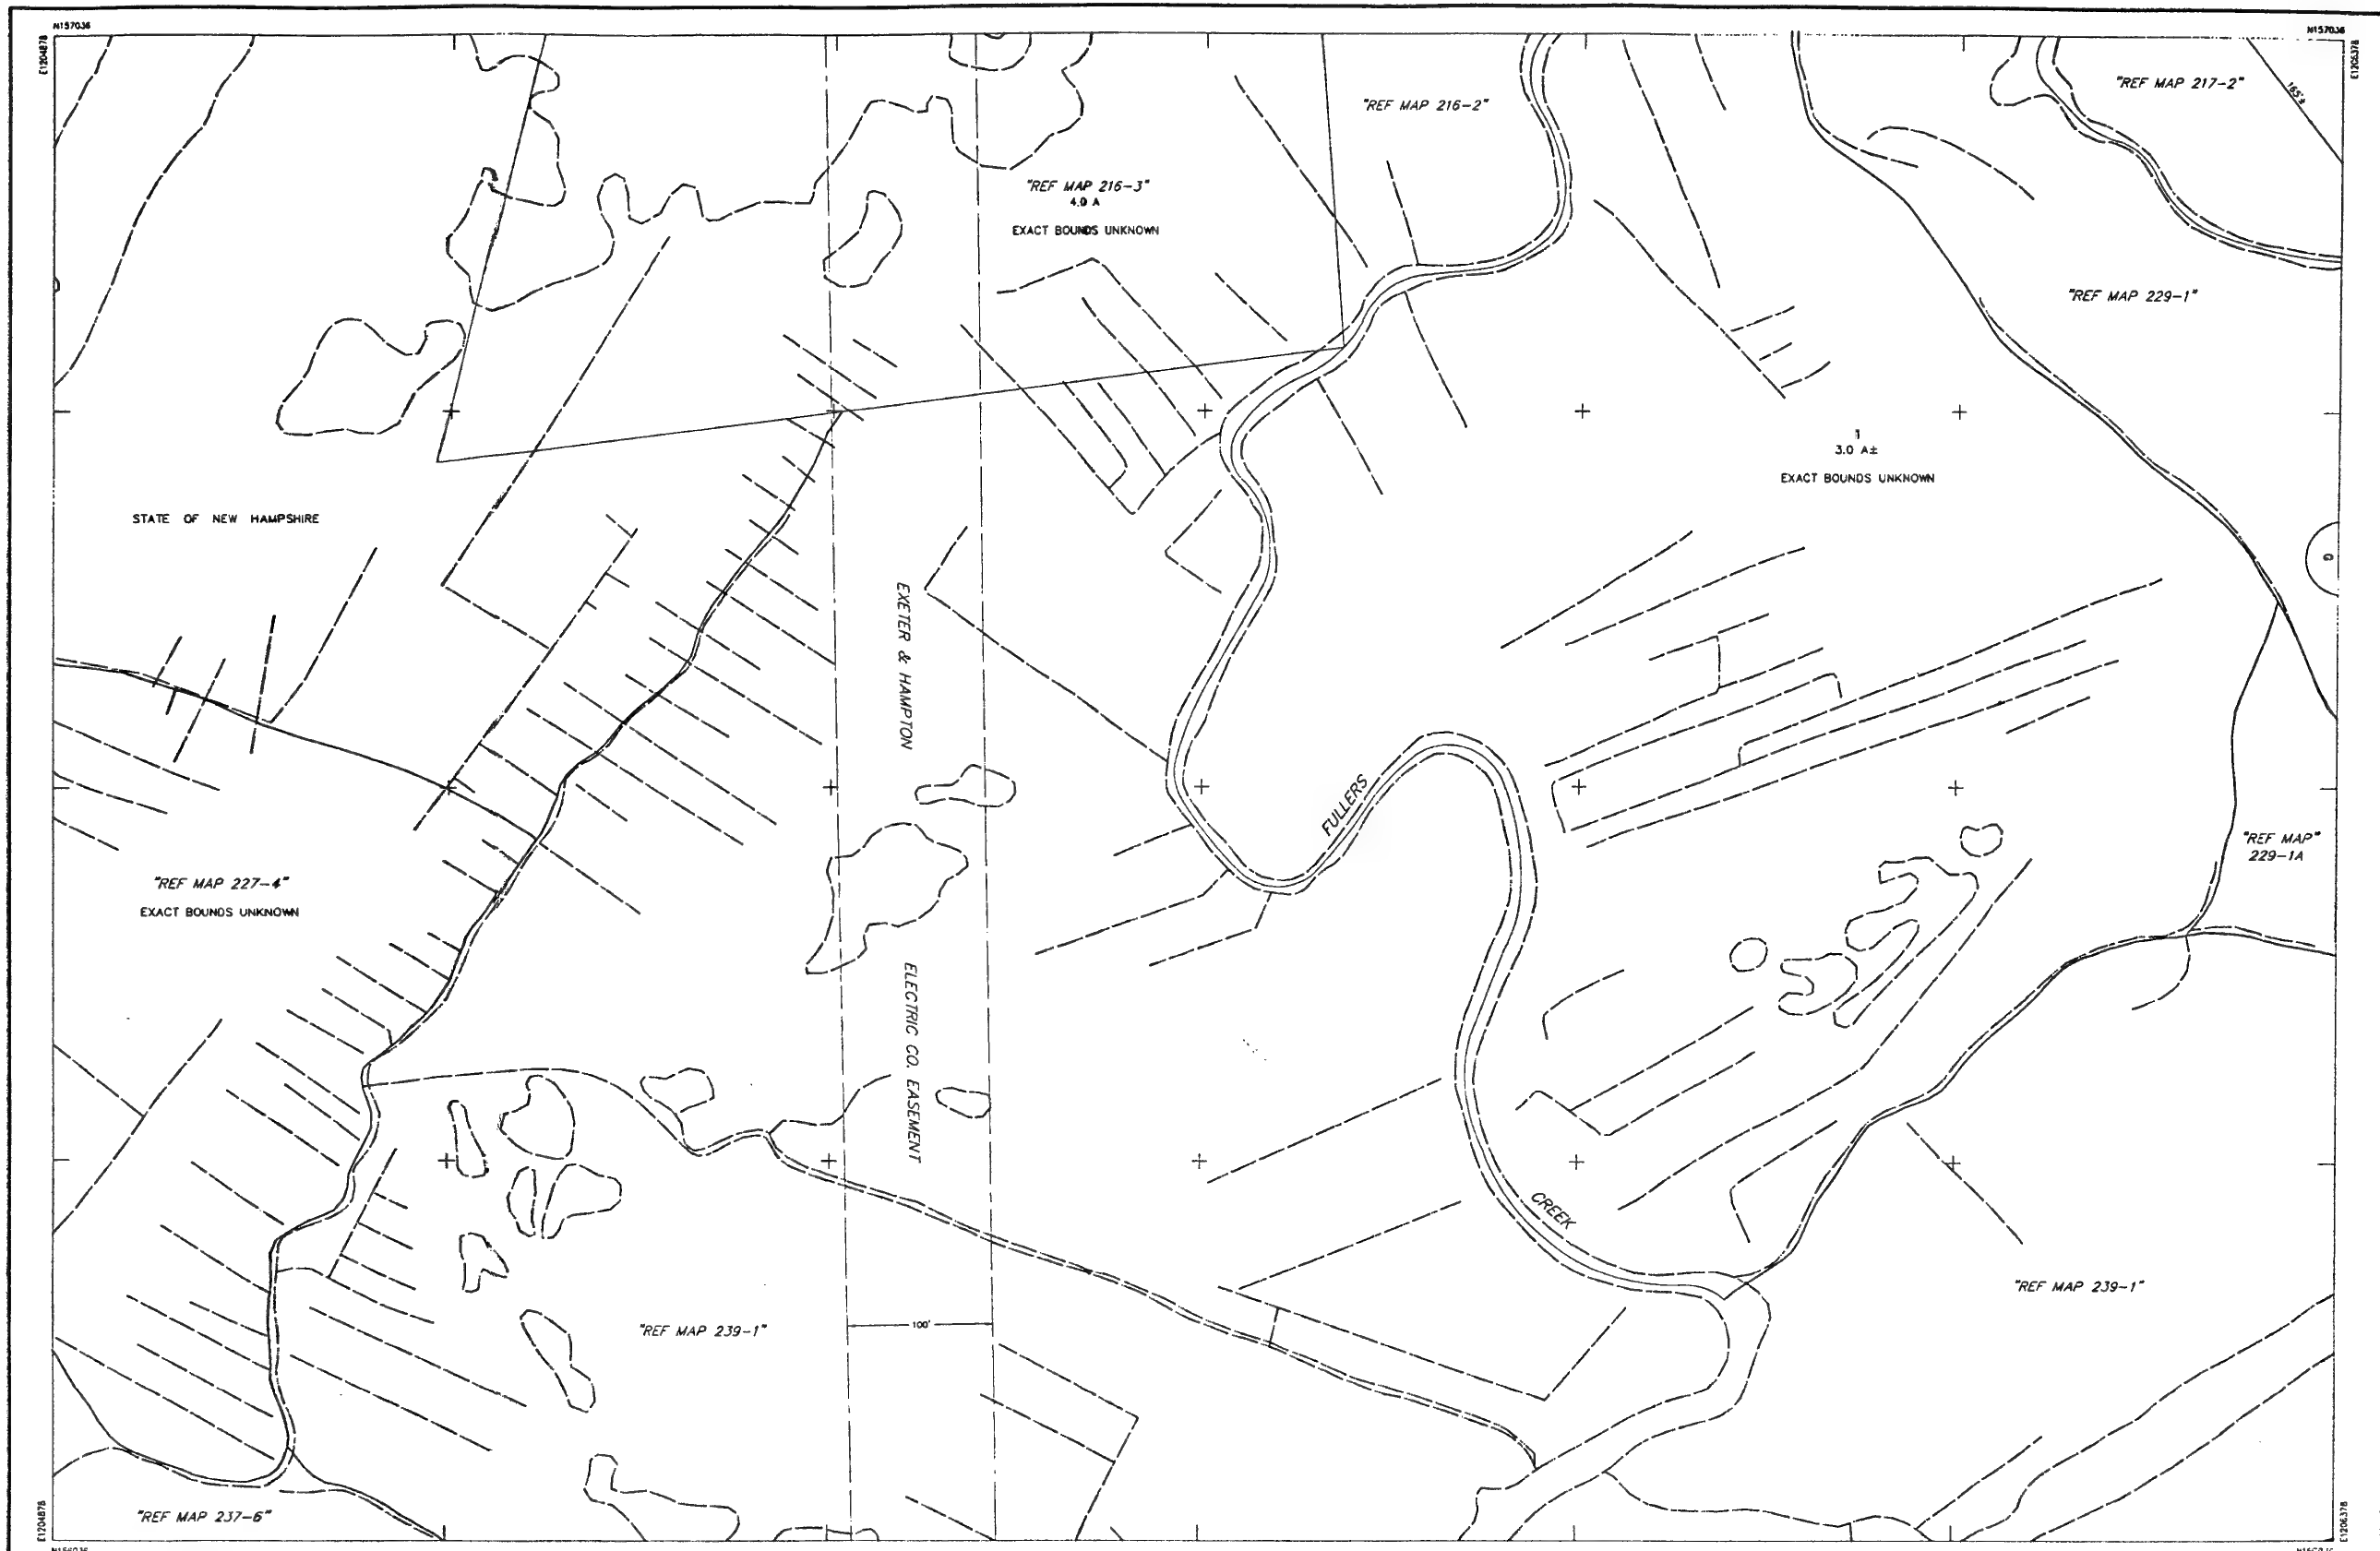 N157036
N157036
E1204878
E1206378
"REF MAP 217-2"
165'±
"REF MAP 216-2"
"REF MAP 216-3"
4.0 A
EXACT BOUNDS UNKNOWN
"REF MAP 229-1"
1
3.0 A±
EXACT BOUNDS UNKNOWN
STATE OF NEW HAMPSHIRE
G
EXETER & HAMPTON
ELECTRIC CO. EASEMENT
FULLERS
CREEK
"REF MAP"
229-1A
"REF MAP 227-4"
EXACT BOUNDS UNKNOWN
"REF MAP 239-1"
"REF MAP 239-1"
100'
"REF MAP 237-6"
E1204878
E1206378